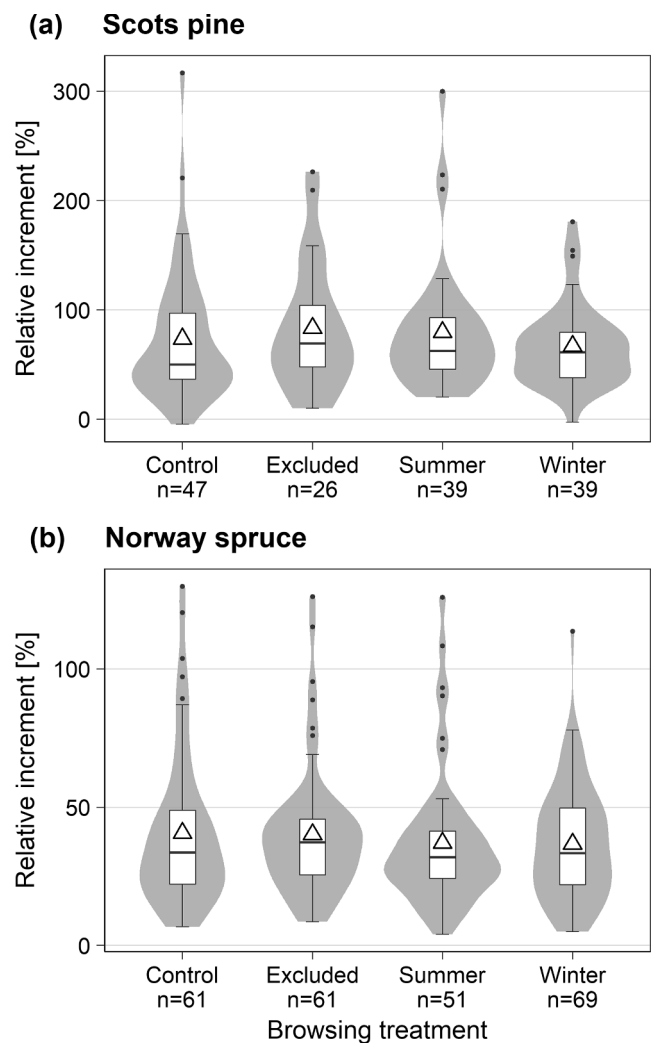 (a) Scots pine
Relative increment [%]
300
200
100
0
Control Excluded Summer Winter
n=47 n=26 n=39 n=39
(b) Norway spruce
Relative increment [%]
100
50
0
Control Excluded Summer Winter
n=61 n=61 n=51 n=69
Browsing treatment